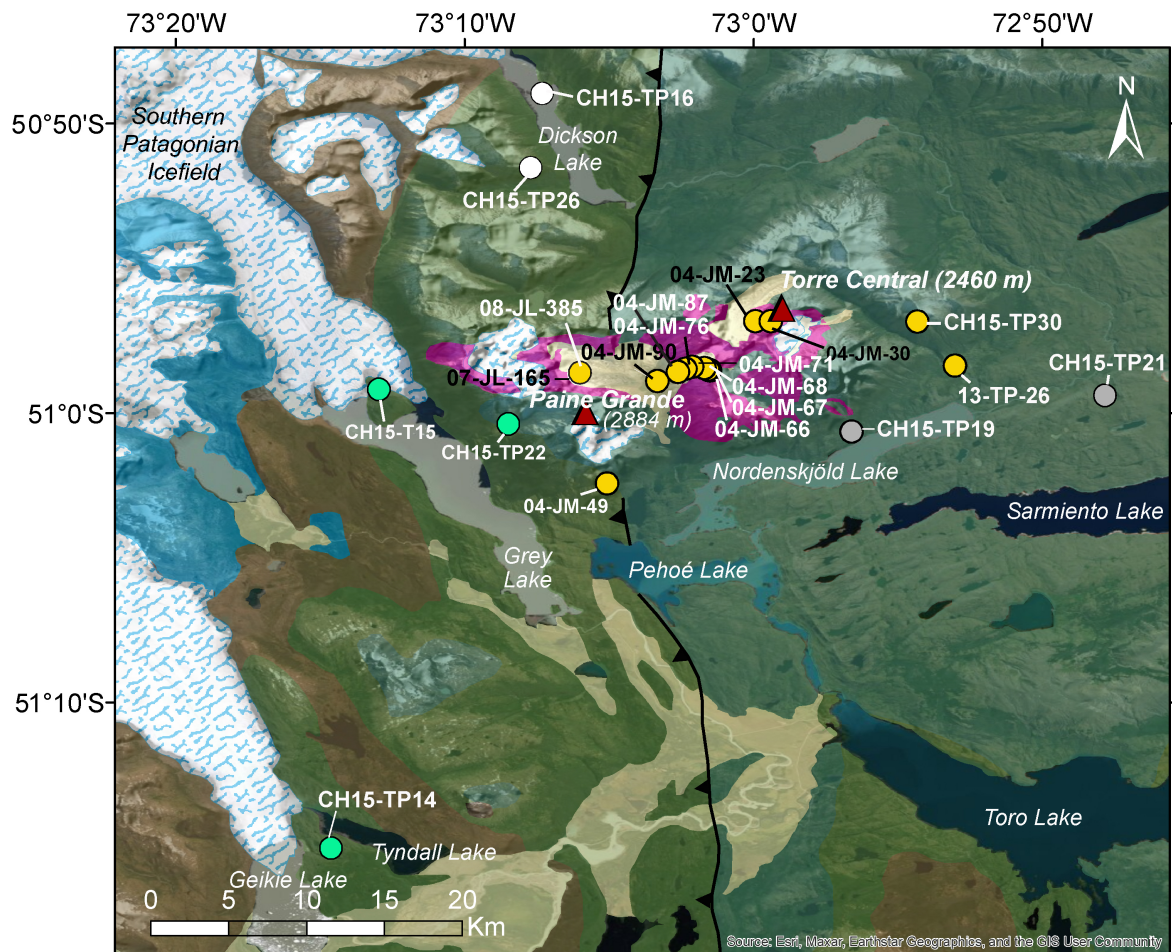 73°20'W 73°10'W 73°0'W 72°50'W
50°50'S
51°0'S
51°10'S
N
Southern
Patagonian
Icefield
CH15-TP16
Dickson
Lake
CH15-TP26
04-JM-23
Torre Central (2460 m)
08-JL-385
04-JM-87
04-JM-76
CH15-TP30
04-JM-90
04-JM-30
07-JL-165
04-JM-71
13-TP-26
CH15-TP21
04-JM-68
Paine Grande
(2884 m)
04-JM-67
04-JM-66
CH15-TP19
CH15-T15
CH15-TP22
Nordenskjöld Lake
04-JM-49
Sarmiento Lake
Grey
Lake
Pehoé Lake
CH15-TP14
Toro Lake
Tyndall Lake
Geikie Lake
0 5 10 15 20
Km
Source: Esri, Maxar, Earthstar Geographics, and the GIS User Community